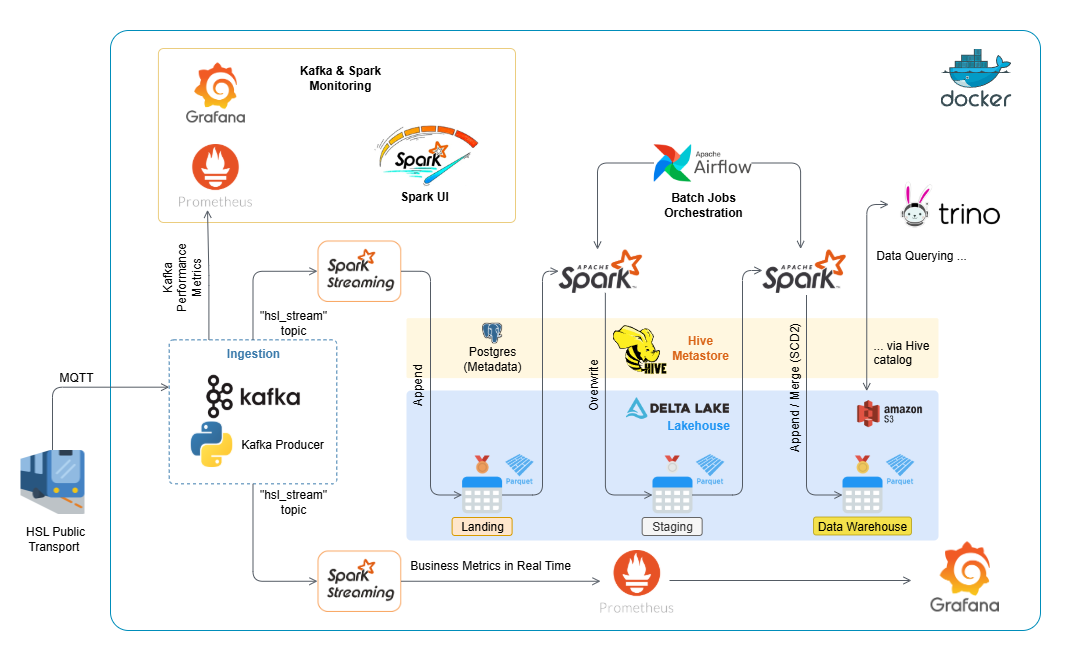 Kafka & Spark
Monitoring
Grafana
Prometheus
Spark
Spark UI
docker
Apache
Airflow
Batch Jobs
Orchestration
trino
Data Querying ...
Kafka
Performance
Metrics
Spark
Streaming
APACHE
Spark
TM
APACHE
Spark
TM
"hsl_stream"
topic
Ingestion
kafka
Kafka Producer
MQTT
HSL Public
Transport
Postgres
(Metadata)
HIVE
Hive
Metastore
... via Hive
catalog
Append
Overwrite
Append / Merge (SCD2)
DELTA LAKE
Lakehouse
amazon
S3
Parquet
Landing
Parquet
Staging
Parquet
Data Warehouse
"hsl_stream"
topic
Spark
Streaming
Business Metrics in Real Time
Prometheus
Grafana